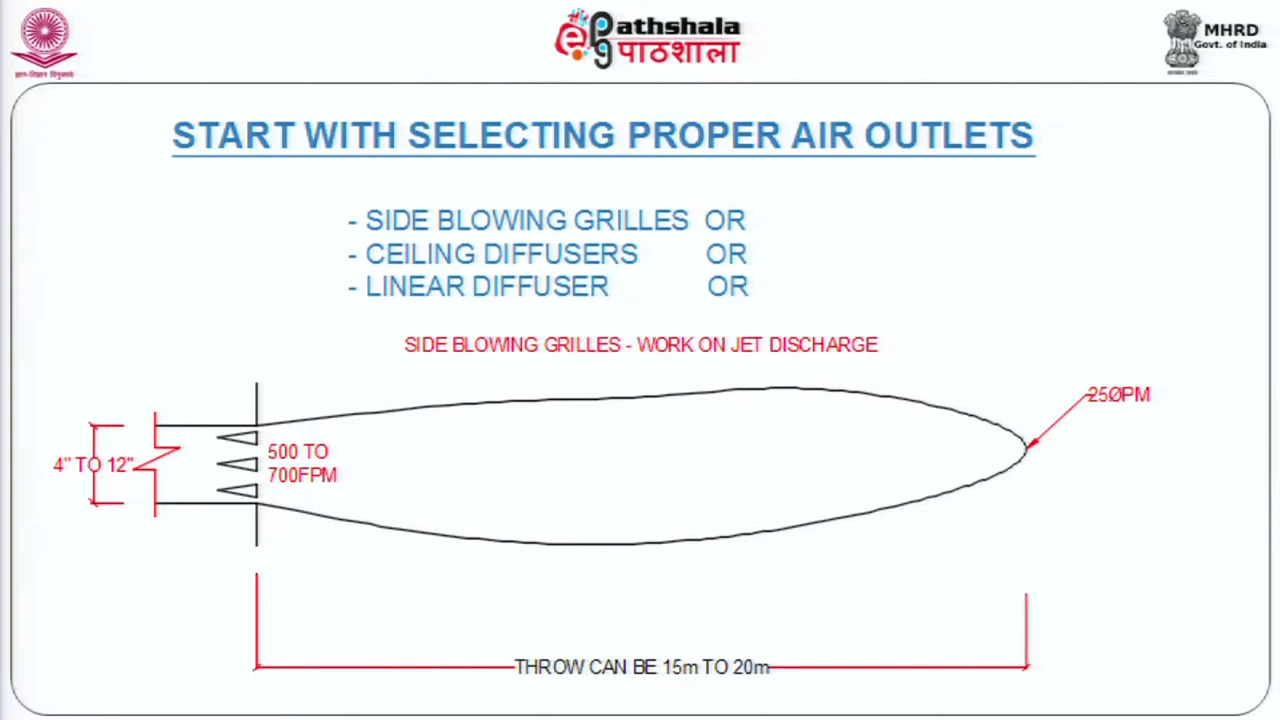 Pathshala
पाठशाला
MHRD
Govt. of India
START WITH SELECTING PROPER AIR OUTLETS
- SIDE BLOWING GRILLES OR
- CEILING DIFFUSERS OR
- LINEAR DIFFUSER OR
SIDE BLOWING GRILLES - WORK ON JET DISCHARGE
25ØPM
4" TO 12"
500 TO
700FPM
THROW CAN BE 15m TO 20m